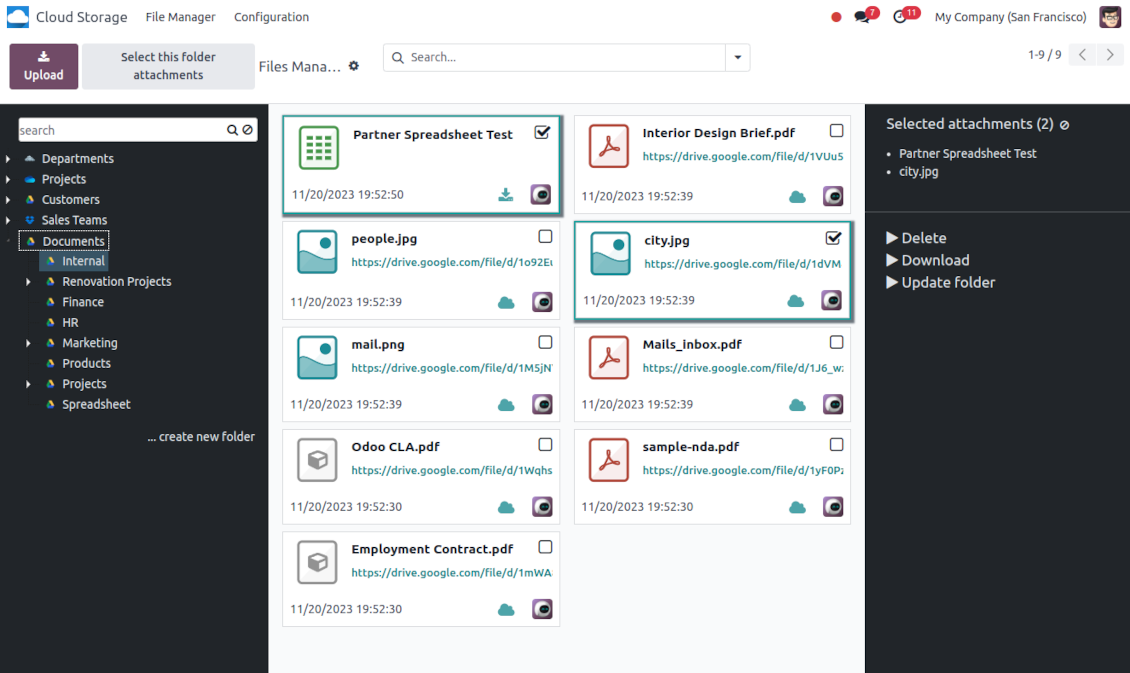 Cloud Storage File Manager Configuration
7 11 My Company (San Francisco)
Upload
Select this folder
attachments
Files Mana...
Search...
1-9 / 9
search
Departments
Projects
Customers
Sales Teams
Documents
Internal
Renovation Projects
Finance
HR
Marketing
Products
Projects
Spreadsheet
... create new folder
Partner Spreadsheet Test
11/20/2023 19:52:50
Interior Design Brief.pdf
https://drive.google.com/file/d/1VUu5
11/20/2023 19:52:39
people.jpg
https://drive.google.com/file/d/1o92Eu
11/20/2023 19:52:39
city.jpg
https://drive.google.com/file/d/1dVM
11/20/2023 19:52:39
mail.png
https://drive.google.com/file/d/1M5jN
11/20/2023 19:52:39
Mails_inbox.pdf
https://drive.google.com/file/d/1J6_wz
11/20/2023 19:52:39
Odoo CLA.pdf
https://drive.google.com/file/d/1Wqhs
11/20/2023 19:52:30
sample-nda.pdf
https://drive.google.com/file/d/1yF0Pz
11/20/2023 19:52:30
Employment Contract.pdf
https://drive.google.com/file/d/1mWA
11/20/2023 19:52:30
Selected attachments (2)
Partner Spreadsheet Test
city.jpg
Delete
Download
Update folder